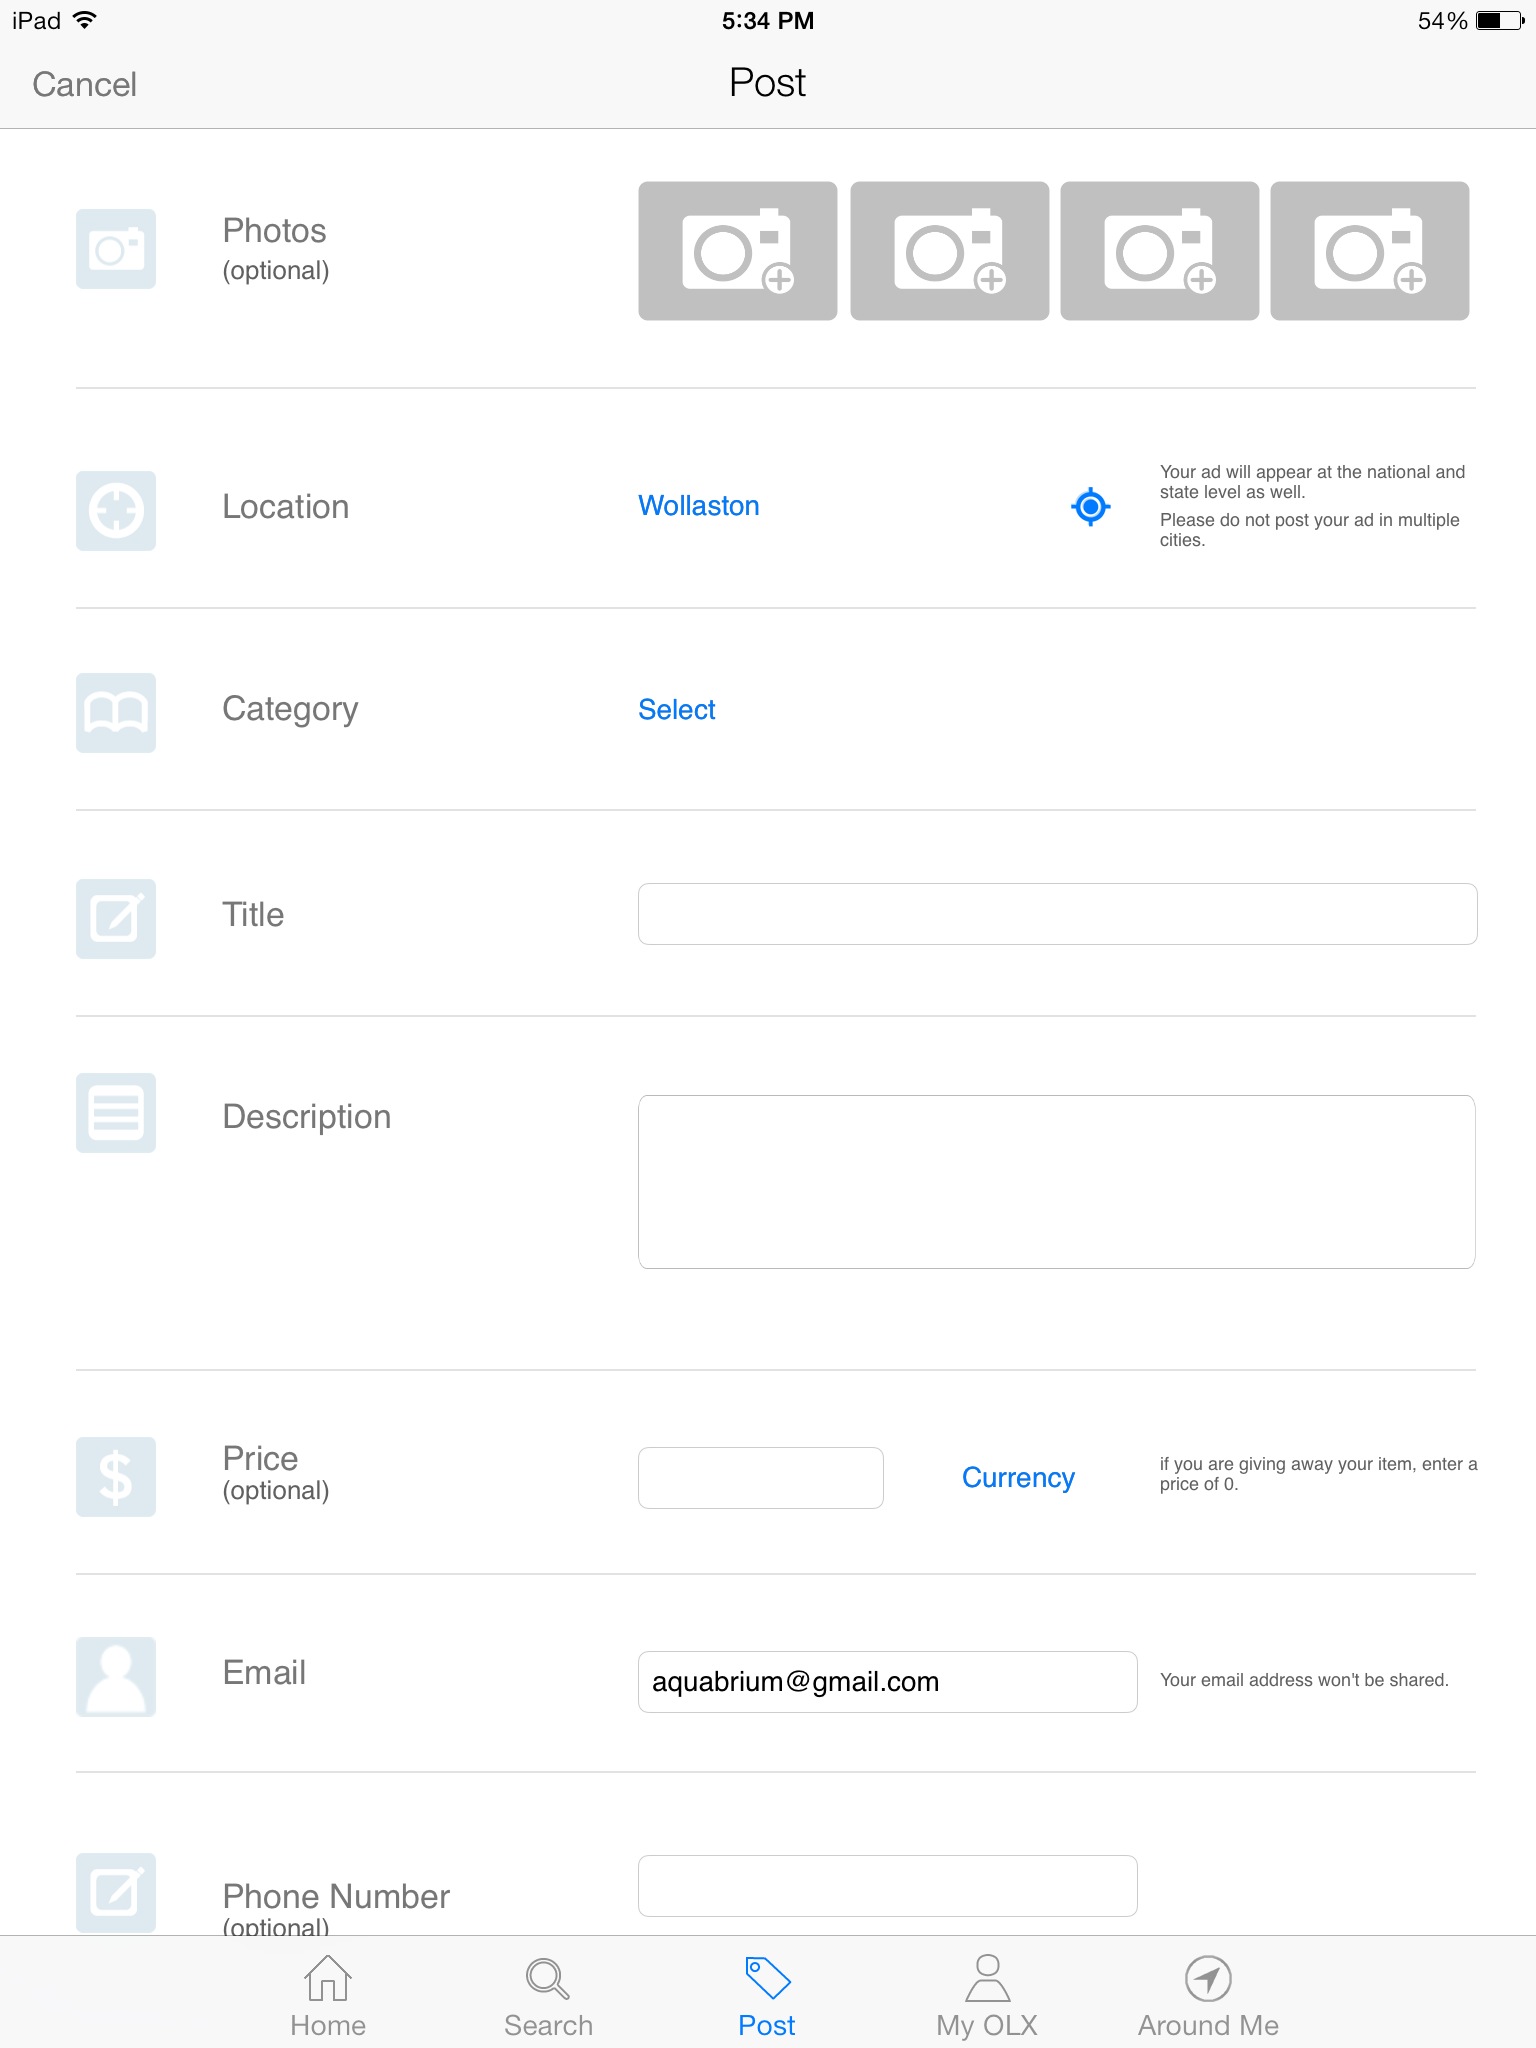 iPad
5:34 PM
54%
Cancel
Post
Photos
(optional)
Location
Wollaston
Your ad will appear at the national and
state level as well.
Please do not post your ad in multiple
cities.
Category
Select
Title
Description
Price
(optional)
Currency
if you are giving away your item, enter a
price of 0.
Email
aquabrium@gmail.com
Your email address won't be shared.
Phone Number
(optional)
Home
Search
Post
My OLX
Around Me